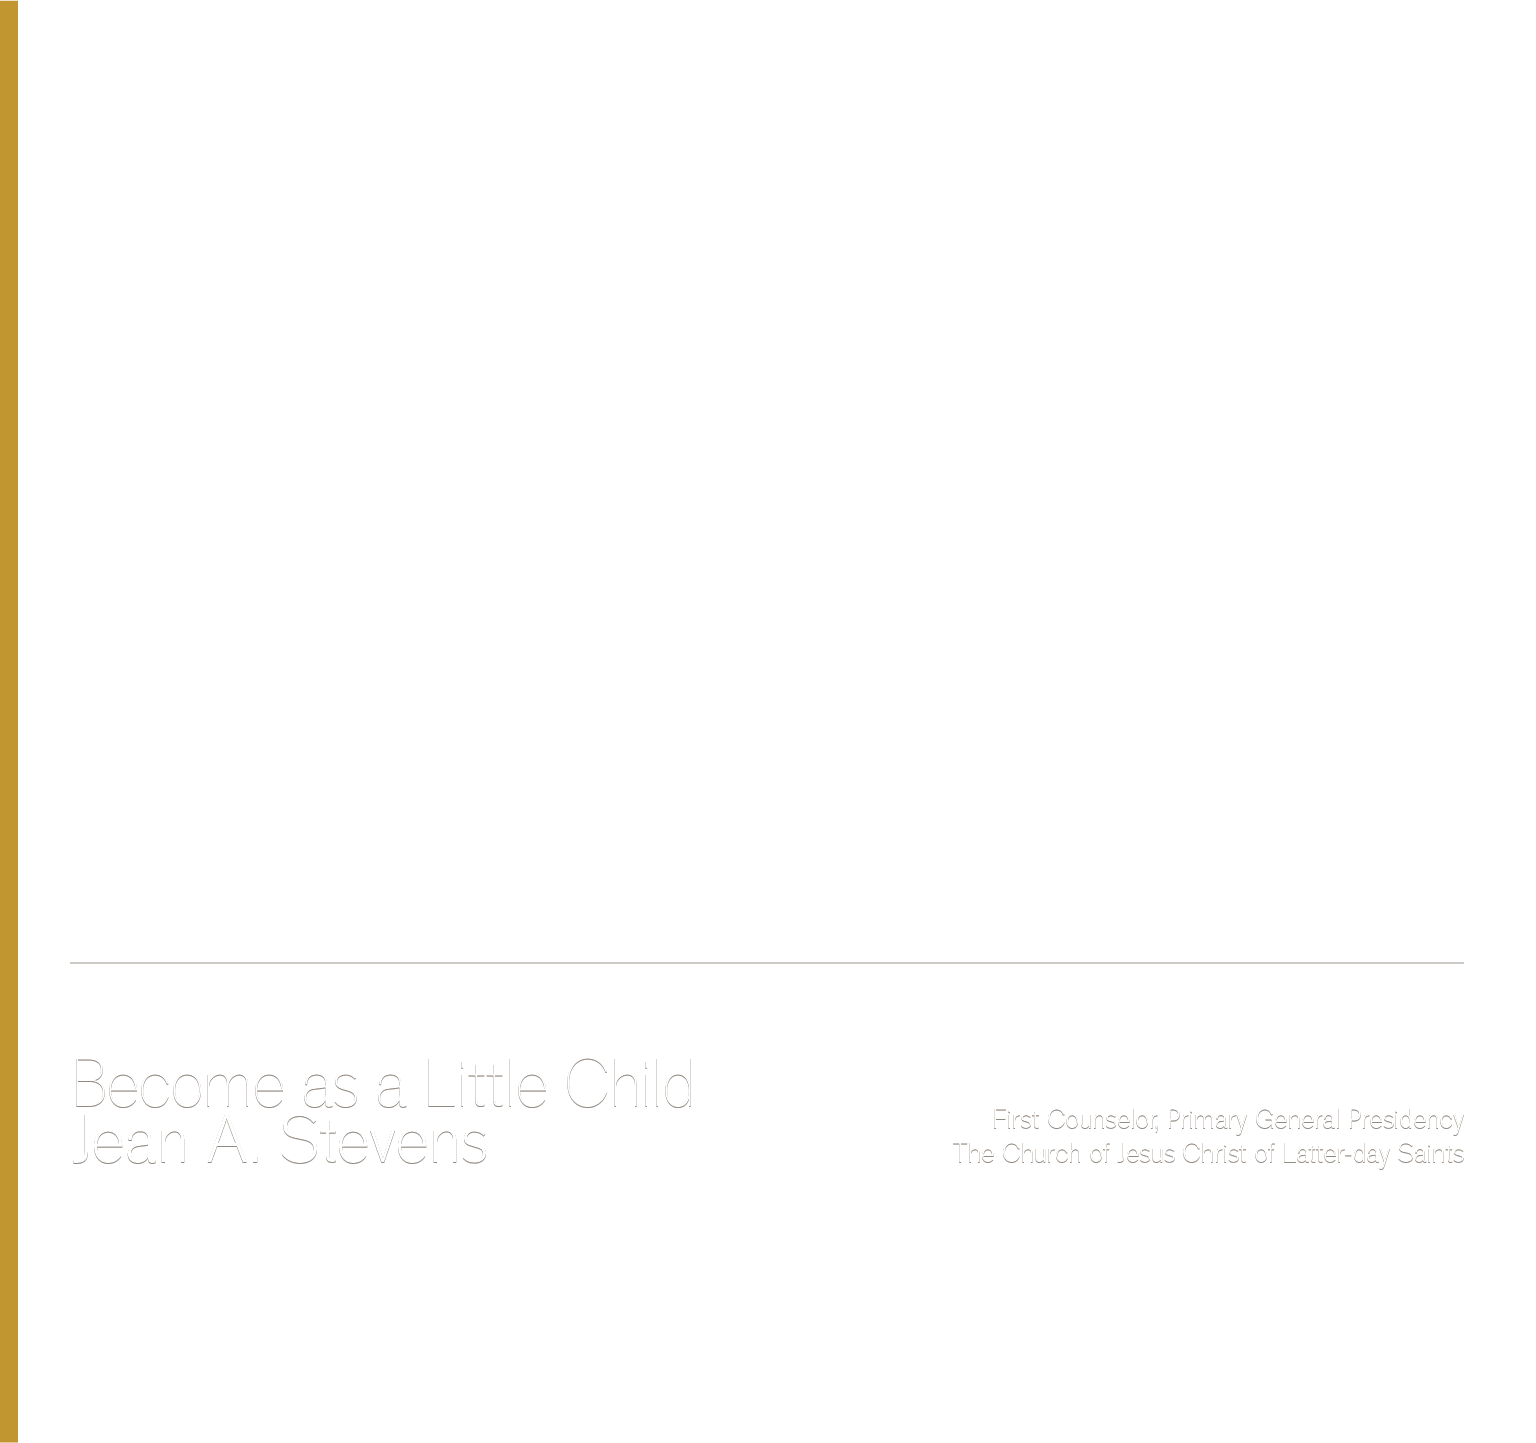 Become as a Little Child
Jean A. Stevens
First Counselor, Primary General Presidency
The Church of Jesus Christ of Latter-day Saints